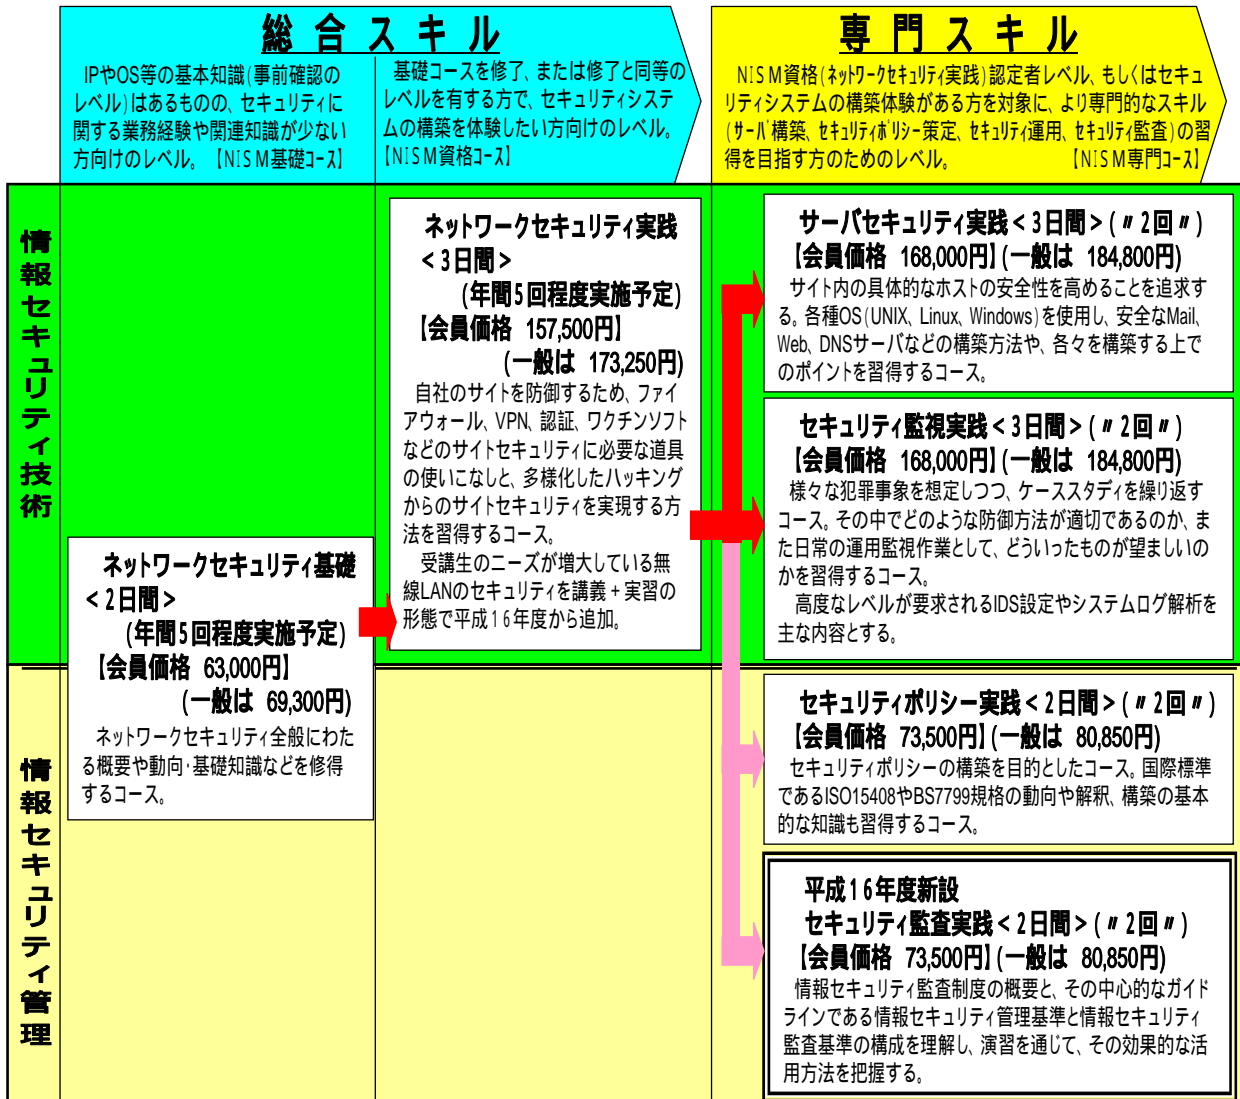 総合スキル
IPやOS等の基本知識(事前確認の
レベル)はあるものの、セキュリティに
関する業務経験や関連知識が少ない
方向けのレベル。【NISM基礎コース】
基礎コースを修了、または修了と同等の
レベルを有する方で、セキュリティシステ
ムの構築を体験したい方向けのレベル。
【NISM資格コース】
専門スキル
NISM資格(ネットワークセキュリティ実践)認定者レベル、もしくはセキュ
リティシステムの構築体験がある方を対象に、より専門的なスキル
(サーバ構築、セキュリティポリシー策定、セキュリティ運用、セキュリティ監査)の習
得を目指す方のためのレベル。 【NISM専門コース】
情報セキュリティ技術
ネットワークセキュリティ基礎
<2日間>
(年間5回程度実施予定)
【会員価格 63,000円】
(一般は 69,300円)
ネットワークセキュリティ全般にわた
る概要や動向・基礎知識などを修得
するコース。
ネットワークセキュリティ実践
<3日間>
(年間5回程度実施予定)
【会員価格 157,500円】
(一般は 173,250円)
自社のサイトを防御するため、ファイ
アウォール、VPN、認証、ワクチンソフト
などのサイトセキュリティに必要な道具
の使いになしと、多様化したハッキング
からのサイトセキュリティを実現する方
法を習得するコース。
受講生のニーズが増大している無
線LANのセキュリティを講義+実習の
形態で平成16年度から追加。
サーバセキュリティ実践<3日間>(〃2回〃)
【会員価格 168,000円】(一般は 184,800円)
サイト内の具体的なホストの安全性を高めることを追求す
る。各種OS(UNIX、Linux、Windows)を使用し、安全なMail、
Web、DNSサーバなどの構築方法や、各々を構築する上で
のポイントを習得するコース。
セキュリティ監視実践<3日間>(〃2回〃)
【会員価格 168,000円】(一般は 184,800円)
様々な犯罪事象を想定しつつ、ケーススタディを繰り返す
コース。その中でどのような防御方法が適切であるのか、ま
た日常の運用監視作業として、どういったものが望ましいの
かを習得するコース。
高度なレベルが要求されるIDS設定やシステムログ解析を
主な内容とする。
情報セキュリティ管理
セキュリティポリシー実践<2日間>(〃2回〃)
【会員価格 73,500円】(一般は 80,850円)
セキュリティポリシーの構築を目的としたコース。国際標準
であるISO15408やBS7799規格の動向や解釈、構築の基本
的な知識も習得するコース。
平成16年度新設
セキュリティ監査実践<2日間>(〃2回〃)
【会員価格 73,500円】(一般は 80,850円)
情報セキュリティ監査制度の概要と、その中心的なガイド
ラインである情報セキュリティ管理基準と情報セキュリティ
監査基準の構成を理解し、演習を通じて、その効果的な活
用方法を把握する。